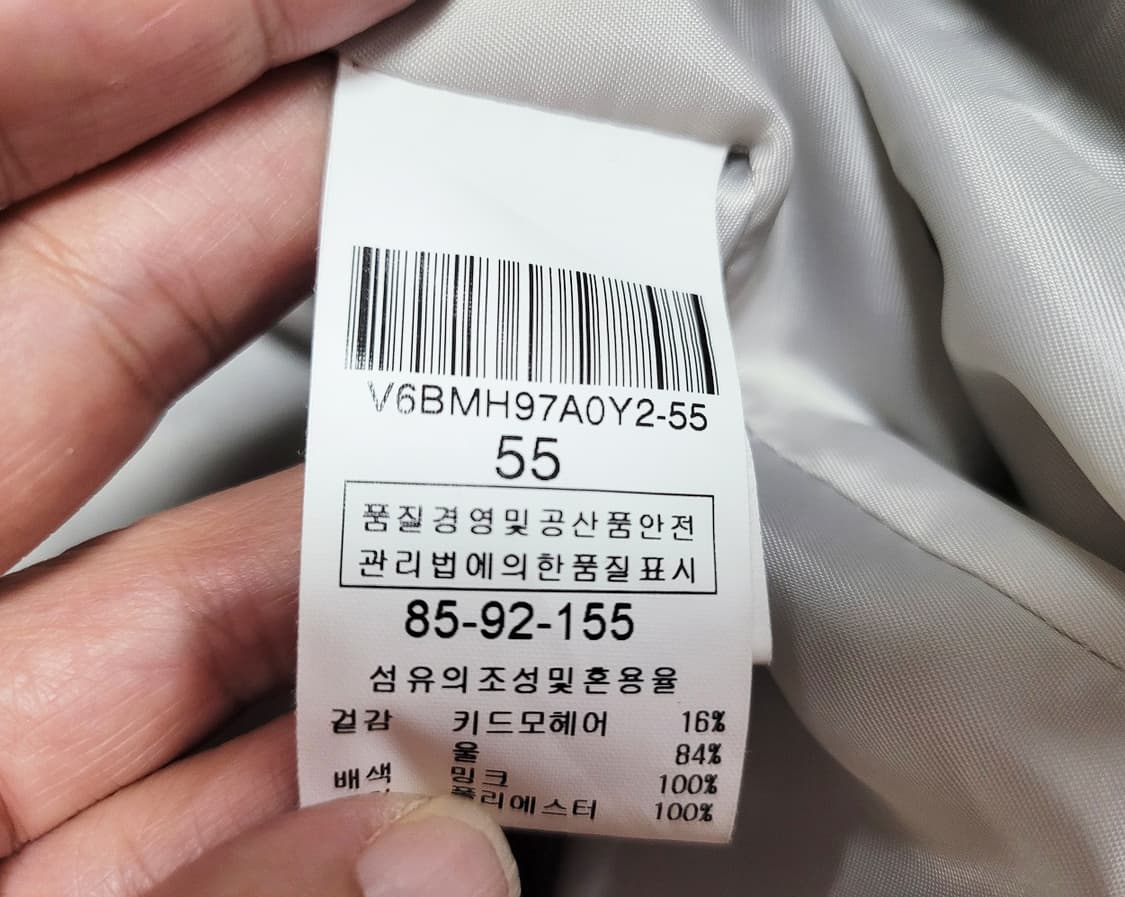 V6BMH97A0Y2-55
55
품질경영및공산품안전
관리법에의한품질표시
85-92-155
섬유의조성및혼용율
겉감 키드모헤어 16%
울 84%
배색 밍크 100%
폴리에스터 100%